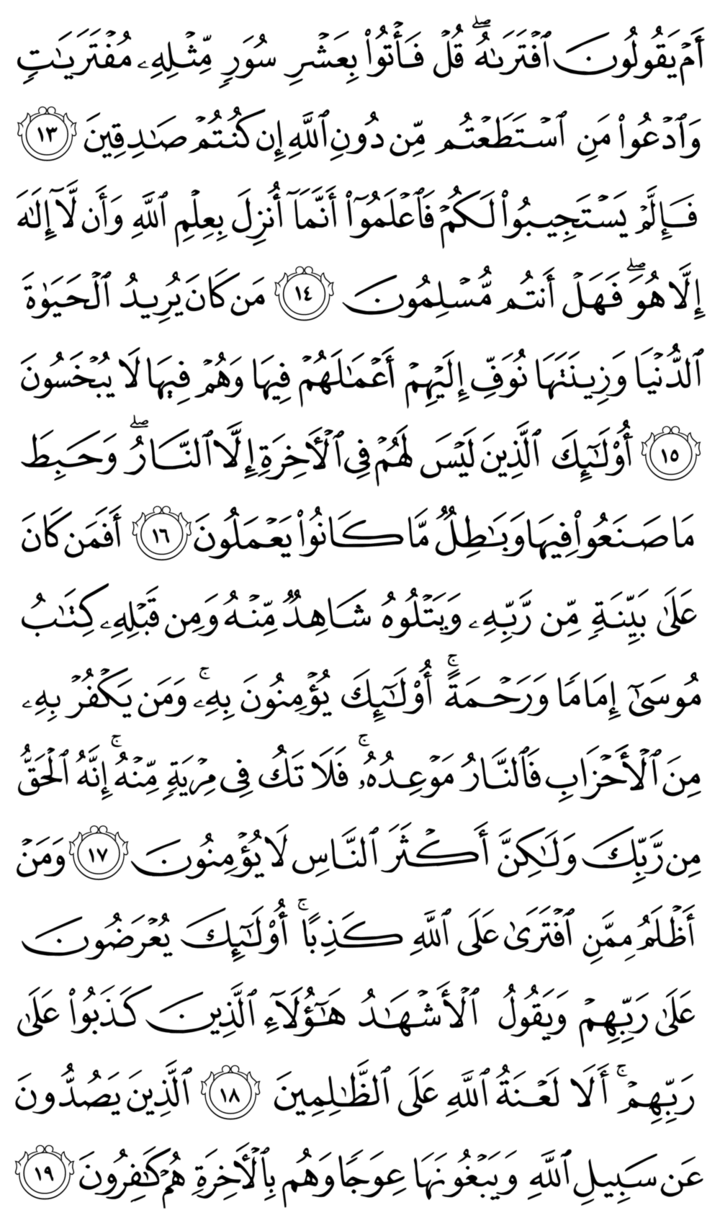 أَمْ يَقُولُونَ ٱفْتَرَىٰهُ ۖ قُلْ فَأْتُوا۟ بِعَشْرِ سُوَرٍ مِّثْلِهِۦ مُفْتَرَيَـٰتٍ
وَٱدْعُوا۟ مَنِ ٱسْتَطَعْتُم مِّن دُونِ ٱللَّهِ إِن كُنتُمْ صَـٰدِقِينَ ١٣
فَإِلَّمْ يَسْتَجِيبُوا۟ لَكُمْ فَٱعْلَمُوٓا۟ أَنَّمَآ أُنزِلَ بِعِلْمِ ٱللَّهِ وَأَن لَّآ إِلَـٰهَ
إِلَّا هُوَ ۖ فَهَلْ أَنتُم مُّسْلِمُونَ ١٤ مَن كَانَ يُرِيدُ ٱلْحَيَوٰةَ
ٱلدُّنْيَا وَزِينَتَهَا نُوَفِّ إِلَيْهِمْ أَعْمَـٰلَهُمْ فِيهَا وَهُمْ فِيهَا لَا يُبْخَسُونَ
١٥ أُو۟لَـٰٓئِكَ ٱلَّذِينَ لَيْسَ لَهُمْ فِى ٱلْـَٔاخِرَةِ إِلَّا ٱلنَّارُ ۖ وَحَبِطَ
مَا صَنَعُوا۟ فِيهَا وَبَـٰطِلٌ مَّا كَانُوا۟ يَعْمَلُونَ ١٦ أَفَمَن كَانَ
عَلَىٰ بَيِّنَةٍ مِّن رَّبِّهِۦ وَيَتْلُوهُ شَاهِدٌ مِّنْهُ وَمِن قَبْلِهِۦ كِتَـٰبُ
مُوسَىٰٓ إِمَامًا وَرَحْمَةً ۚ أُو۟لَـٰٓئِكَ يُؤْمِنُونَ بِهِۦ ۚ وَمَن يَكْفُرْ بِهِۦ
مِنَ ٱلْأَحْزَابِ فَٱلنَّارُ مَوْعِدُهُۥ ۚ فَلَا تَكُ فِى مِرْيَةٍ مِّنْهُ ۚ إِنَّهُ ٱلْحَقُّ
مِن رَّبِّكَ وَلَـٰكِنَّ أَكْثَرَ ٱلنَّاسِ لَا يُؤْمِنُونَ ١٧ وَمَنْ
أَظْلَمُ مِمَّنِ ٱفْتَرَىٰ عَلَى ٱللَّهِ كَذِبًا ۚ أُو۟لَـٰٓئِكَ يُعْرَضُونَ
عَلَىٰ رَبِّهِمْ وَيَقُولُ ٱلْأَشْهَـٰدُ هَـٰٓؤُلَآءِ ٱلَّذِينَ كَذَبُوا۟ عَلَىٰ
رَبِّهِمْ ۚ أَلَا لَعْنَةُ ٱللَّهِ عَلَى ٱلظَّـٰلِمِينَ ١٨ ٱلَّذِينَ يَصُدُّونَ
عَن سَبِيلِ ٱللَّهِ وَيَبْغُونَهَا عِوَجًا وَهُم بِٱلْـَٔاخِرَةِ هُمْ كَـٰفِرُونَ ١٩